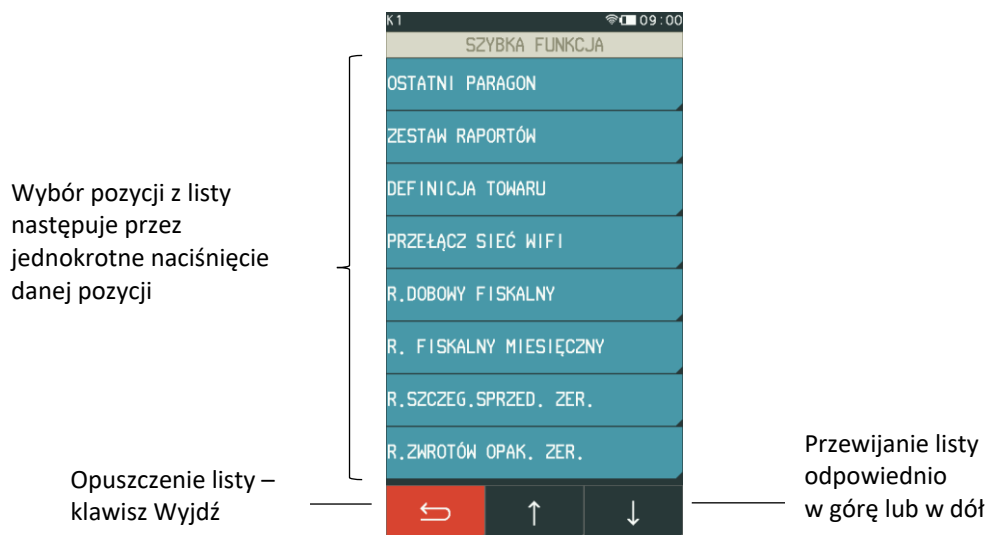 K1 09:00
SZYBKA FUNKCJA
OSTATNI PARAGON
ZESTAW RAPORTÓW
DEFINICJA TOWARU
PRZEŁĄCZ SIEĆ WIFI
R.DOBOWY FISKALNY
R. FISKALNY MIESIĘCZNY
R.SZCZEG.SPRZED. ZER.
R.ZWROTÓW OPAK. ZER.
Wybór pozycji z listy
następuje przez
jednokrotne naciśnięcie
danej pozycji
Opuszczenie listy –
klawisz Wyjdź
Przewijanie listy
odpowiednio
w górę lub w dół